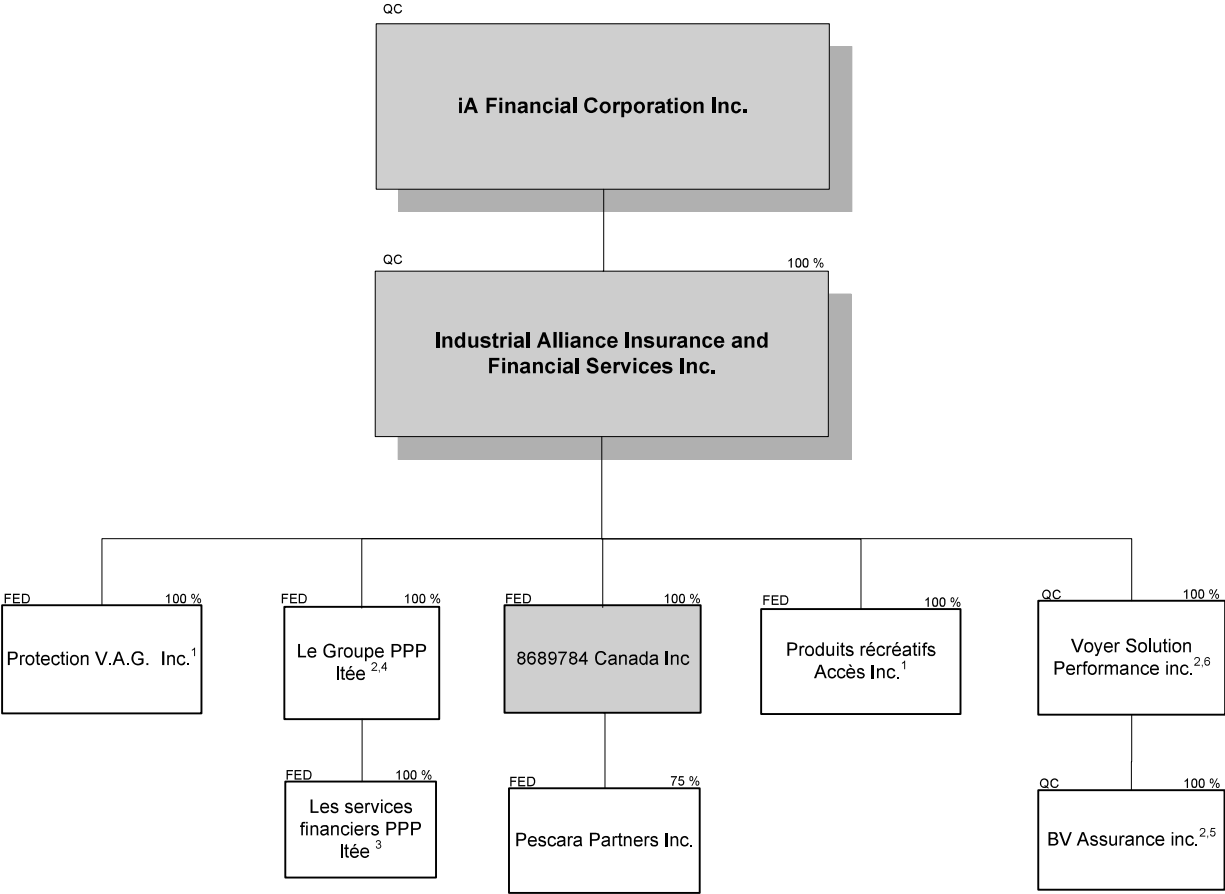 QC
iA Financial Corporation Inc.
QC 100 %
Industrial Alliance Insurance and
Financial Services Inc.
FED 100 %
Protection V.A.G. Inc.1
FED 100 %
Le Groupe PPP
ltée 2,4
FED 100 %
8689784 Canada Inc
FED 100 %
Produits récréatifs
Accès Inc.1
QC 100 %
Voyer Solution
Performance inc.2,6
FED 100 %
Les services
financiers PPP
ltée 3
FED 75 %
Pescara Partners Inc.
QC 100 %
BV Assurance inc.2,5